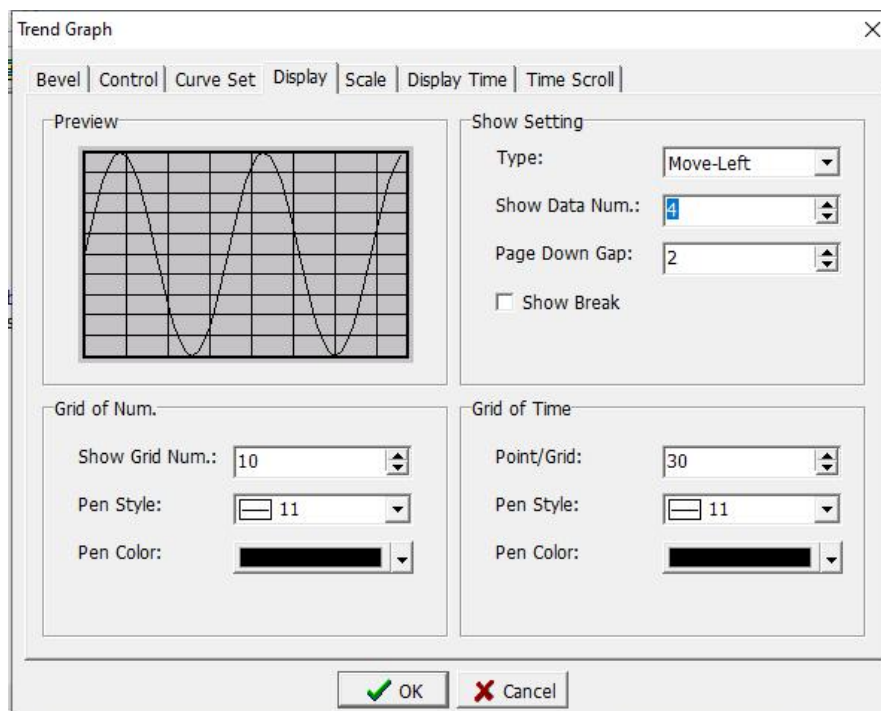 Trend Graph
Bevel Control Curve Set Display Scale Display Time Time Scroll
Preview
Show Setting
Type: Move-Left
Show Data Num.: 4
Page Down Gap: 2
Show Break
Grid of Num.
Show Grid Num.: 10
Pen Style: 11
Pen Color:
Grid of Time
Point/Grid: 30
Pen Style: 11
Pen Color:
OK Cancel